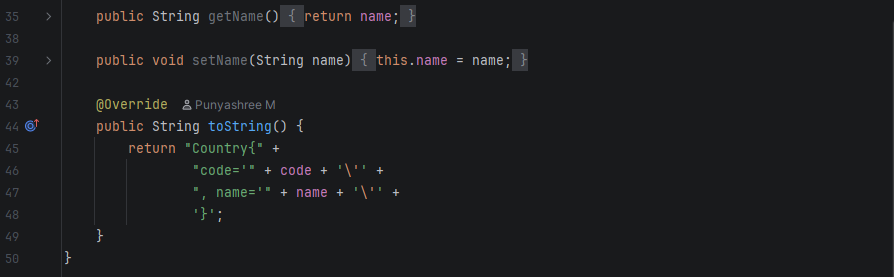 35 public String getName() { return name; }
38
39 public void setName(String name) { this.name = name; }
42
43 @Override Punyashree M
44 public String toString() {
45 return "Country{" +
46 "code='" + code + '\'' +
47 ", name='" + name + '\'' +
48 '}';
49 }
50 }